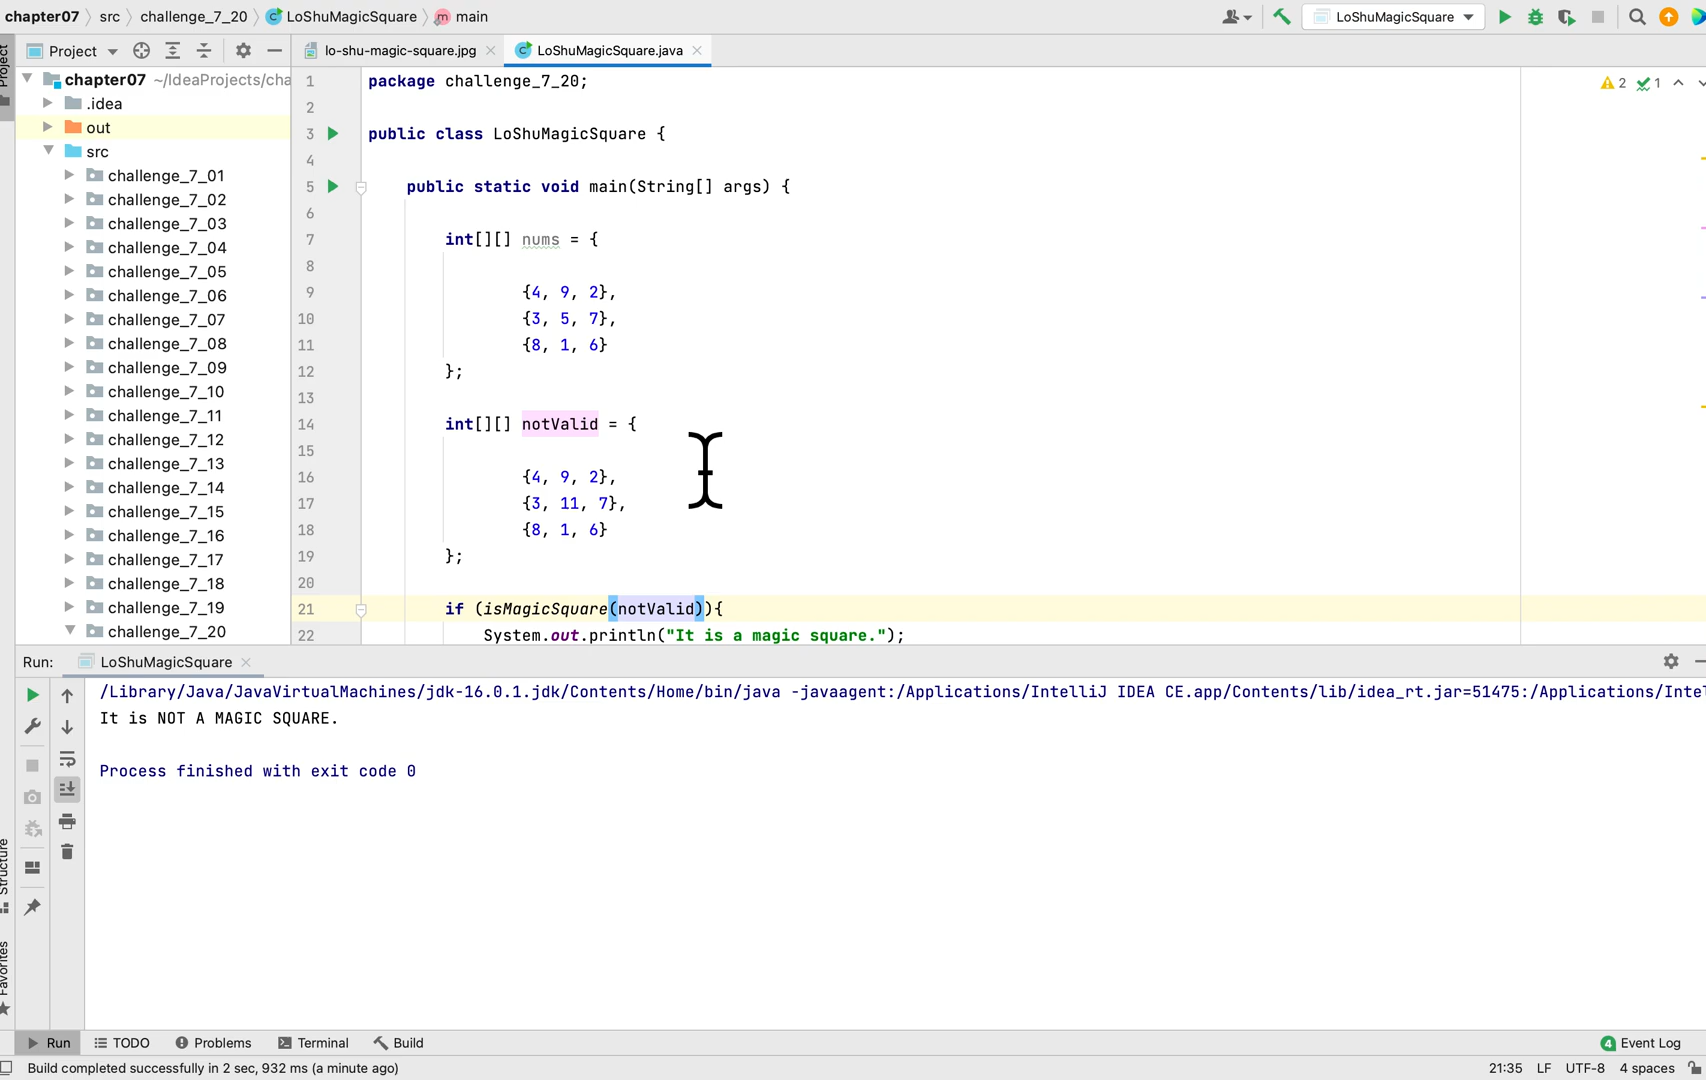 chapter07 src challenge_7_20 LoShuMagicSquare main
LoShuMagicSquare
Project
Project
lo-shu-magic-square.jpg
LoShuMagicSquare.java
chapter07 ~/IdeaProjects/cha
.idea
out
src
challenge_7_01
challenge_7_02
challenge_7_03
challenge_7_04
challenge_7_05
challenge_7_06
challenge_7_07
challenge_7_08
challenge_7_09
challenge_7_10
challenge_7_11
challenge_7_12
challenge_7_13
challenge_7_14
challenge_7_15
challenge_7_16
challenge_7_17
challenge_7_18
challenge_7_19
challenge_7_20
2 1
1 package challenge_7_20;
2
3 public class LoShuMagicSquare {
4
5 public static void main(String[] args) {
6
7 int[][] nums = {
8
9 {4, 9, 2},
10 {3, 5, 7},
11 {8, 1, 6}
12 };
13
14 int[][] notValid = {
15
16 {4, 9, 2},
17 {3, 11, 7},
18 {8, 1, 6}
19 };
20
21 if (isMagicSquare(notValid)){
22 System.out.println("It is a magic square.");
Run: LoShuMagicSquare
/Library/Java/JavaVirtualMachines/jdk-16.0.1.jdk/Contents/Home/bin/java -javaagent:/Applications/IntelliJ IDEA CE.app/Contents/lib/idea_rt.jar=51475:/Applications/Inte
It is NOT A MAGIC SQUARE.
Process finished with exit code 0
Structure
Favorites
Run TODO Problems Terminal Build
4 Event Log
Build completed successfully in 2 sec, 932 ms (a minute ago)
21:35 LF UTF-8 4 spaces